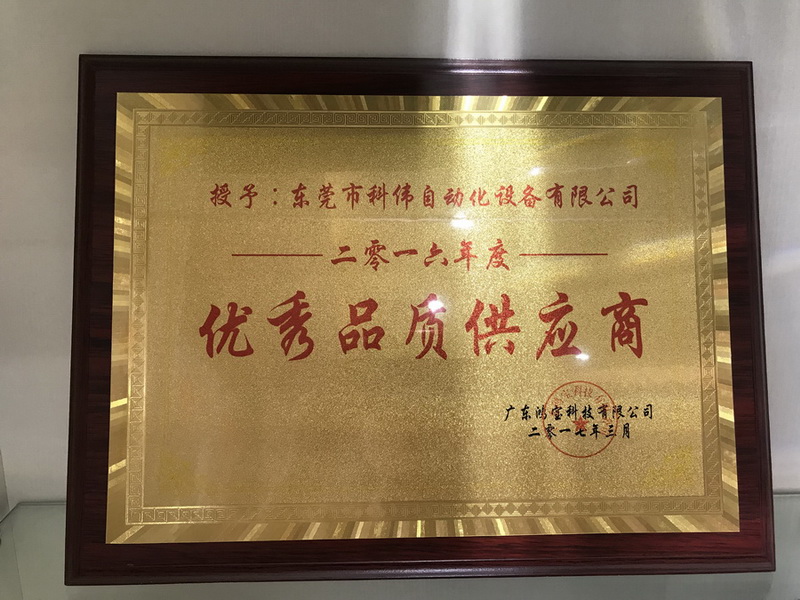 授予：东莞市科伟自动化设备有限公司
二零一六年度
优秀品质供应商
广东鸿宝科技有限公司
二零一七年三月